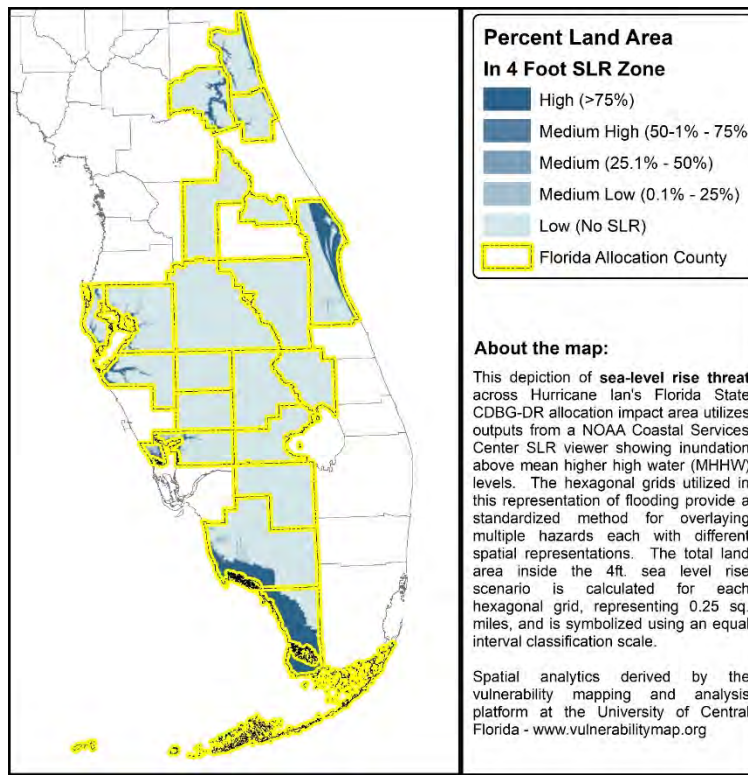 Percent Land Area
In 4 Foot SLR Zone
High (>75%)
Medium High (50-1% - 75%
Medium (25.1% - 50%)
Medium Low (0.1% - 25%)
Low (No SLR)
Florida Allocation County
About the map:
This depiction of sea-level rise threat
across Hurricane Ian's Florida State
CDBG-DR allocation impact area utilizes
outputs from a NOAA Coastal Services
Center SLR viewer showing inundation
above mean higher high water (MHHW)
levels. The hexagonal grids utilized in
this representation of flooding provide a
standardized method for overlaying
multiple hazards each with different
spatial representations. The total land
area inside the 4ft. sea level rise
scenario is calculated for each
hexagonal grid, representing 0.25 sq.
miles, and is symbolized using an equal
interval classification scale.
Spatial analytics derived by the
vulnerability mapping and analysis
platform at the University of Central
Florida - www.vulnerabilitymap.org